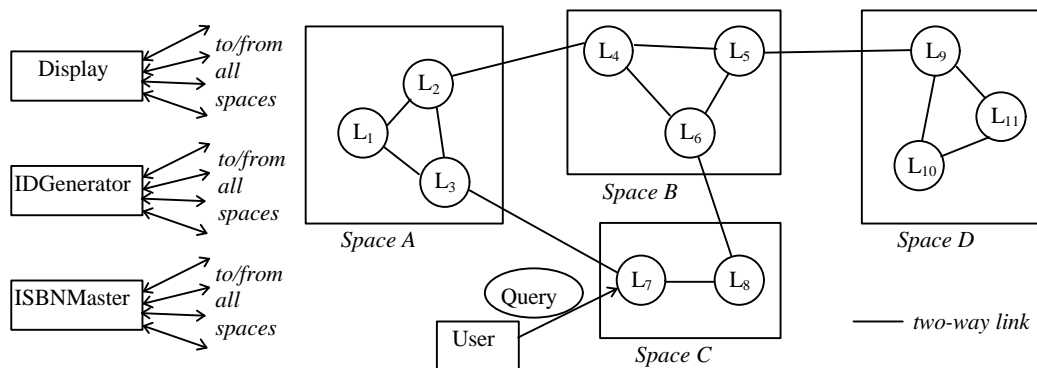 Display
to/from
all
spaces
IDGenerator
to/from
all
spaces
ISBNMaster
to/from
all
spaces
L1
L2
L3
Space A
L4
L5
L6
Space B
L7
L8
Space C
Query
User
L9
L11
L10
Space D
two-way link